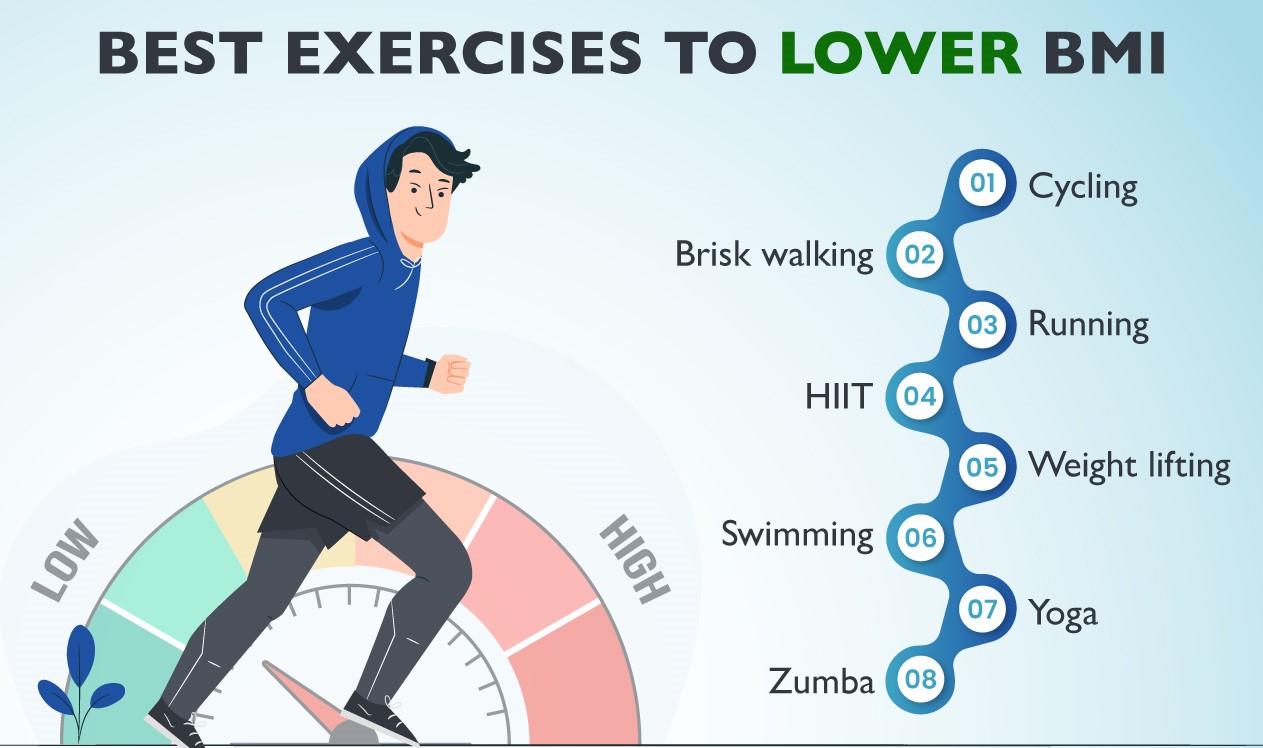 BEST EXERCISES TO LOWER BMI
LOW
HIGH
01 Cycling
Brisk walking 02
03 Running
HIIT 04
05 Weight lifting
Swimming 06
07 Yoga
Zumba 08